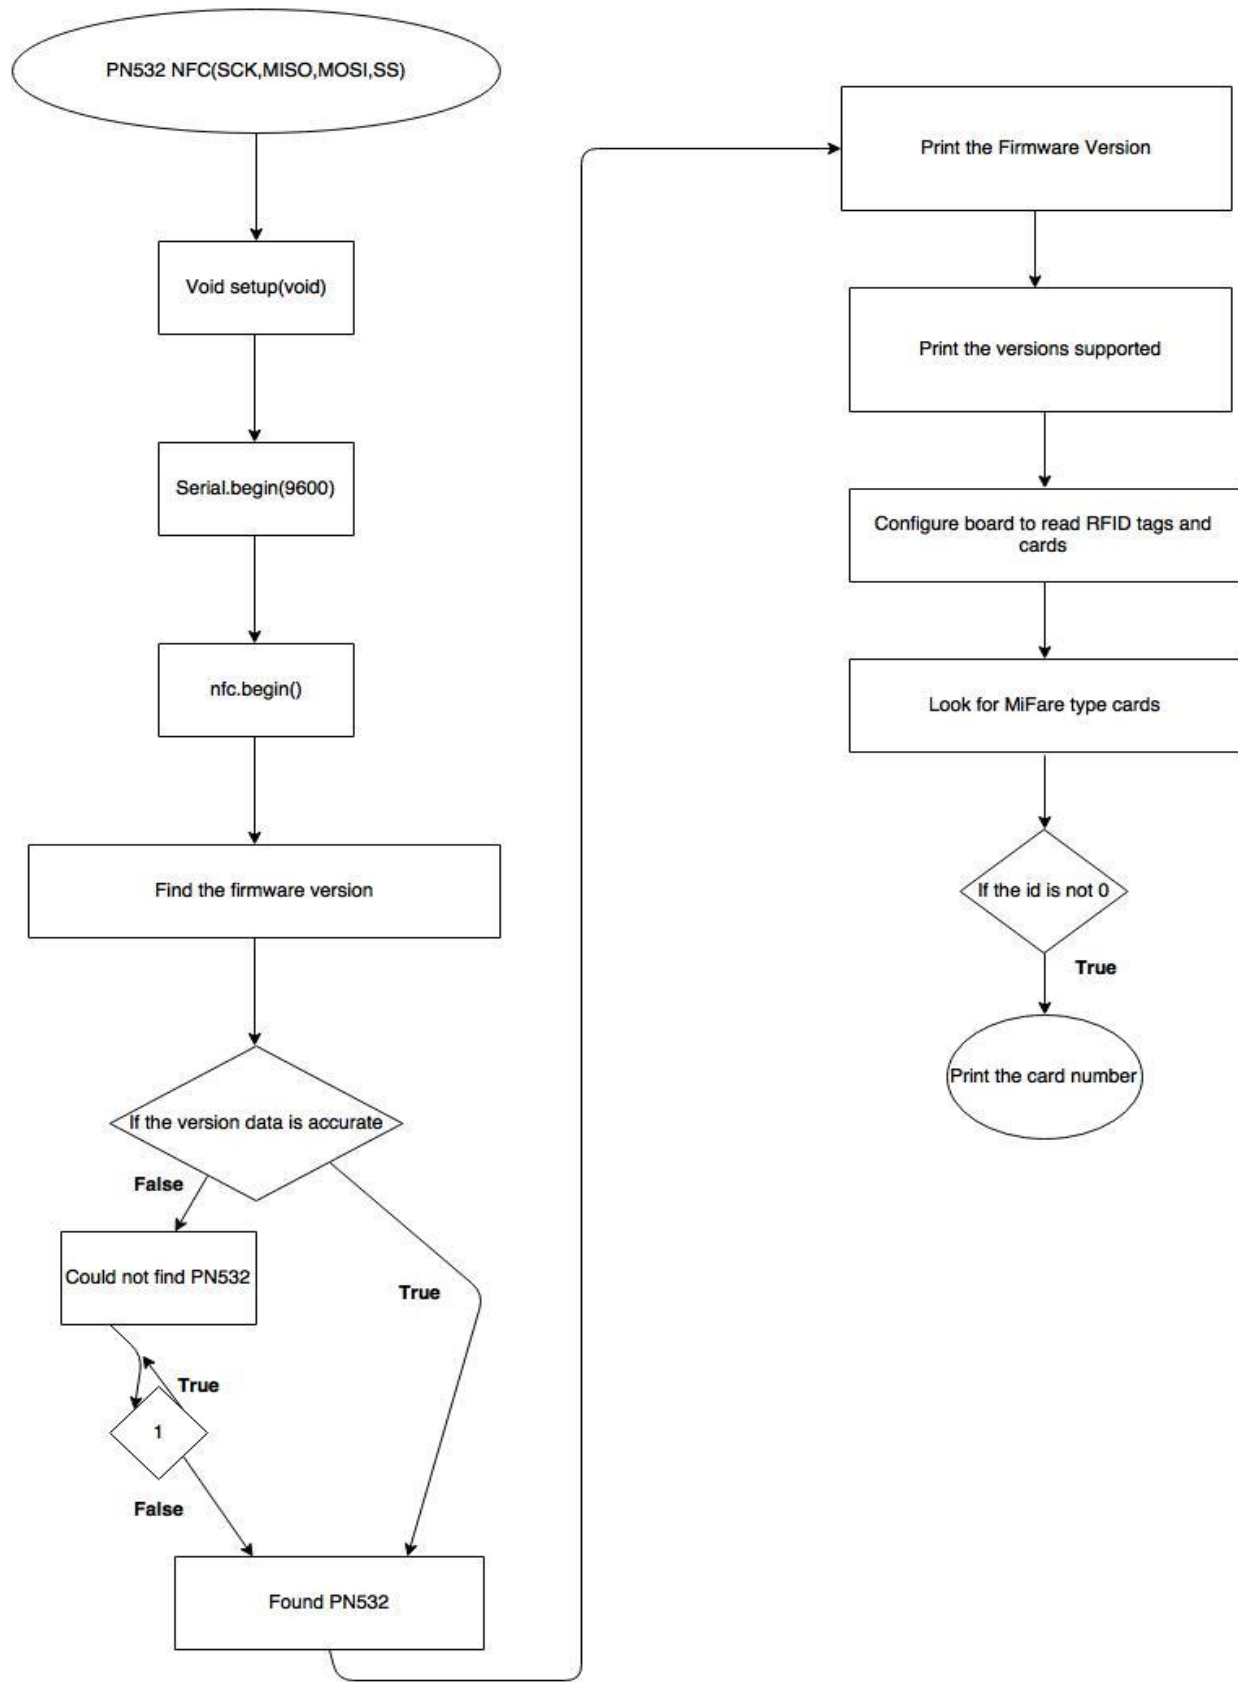 PN532 NFC(SCK,MISO,MOSI,SS)
Void setup(void)
Serial.begin(9600)
nfc.begin()
Find the firmware version
If the version data is accurate
False
Could not find PN532
True
True
1
False
Found PN532
Print the Firmware Version
Print the versions supported
Configure board to read RFID tags and
cards
Look for MiFare type cards
If the id is not 0
True
Print the card number